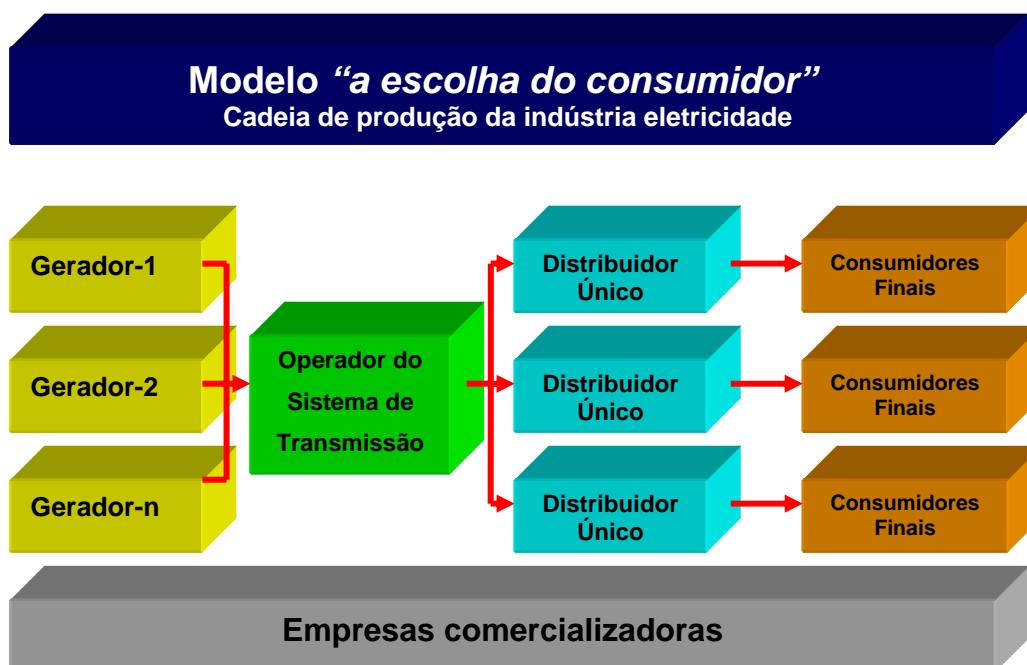 Modelo “a escolha do consumidor”
Cadeia de produção da indústria eletricidade
Gerador-1
Gerador-2
Gerador-n
Operador do
Sistema de
Transmissão
Distribuidor
Único
Distribuidor
Único
Distribuidor
Único
Consumidores
Finais
Consumidores
Finais
Consumidores
Finais
Empresas comercializadoras